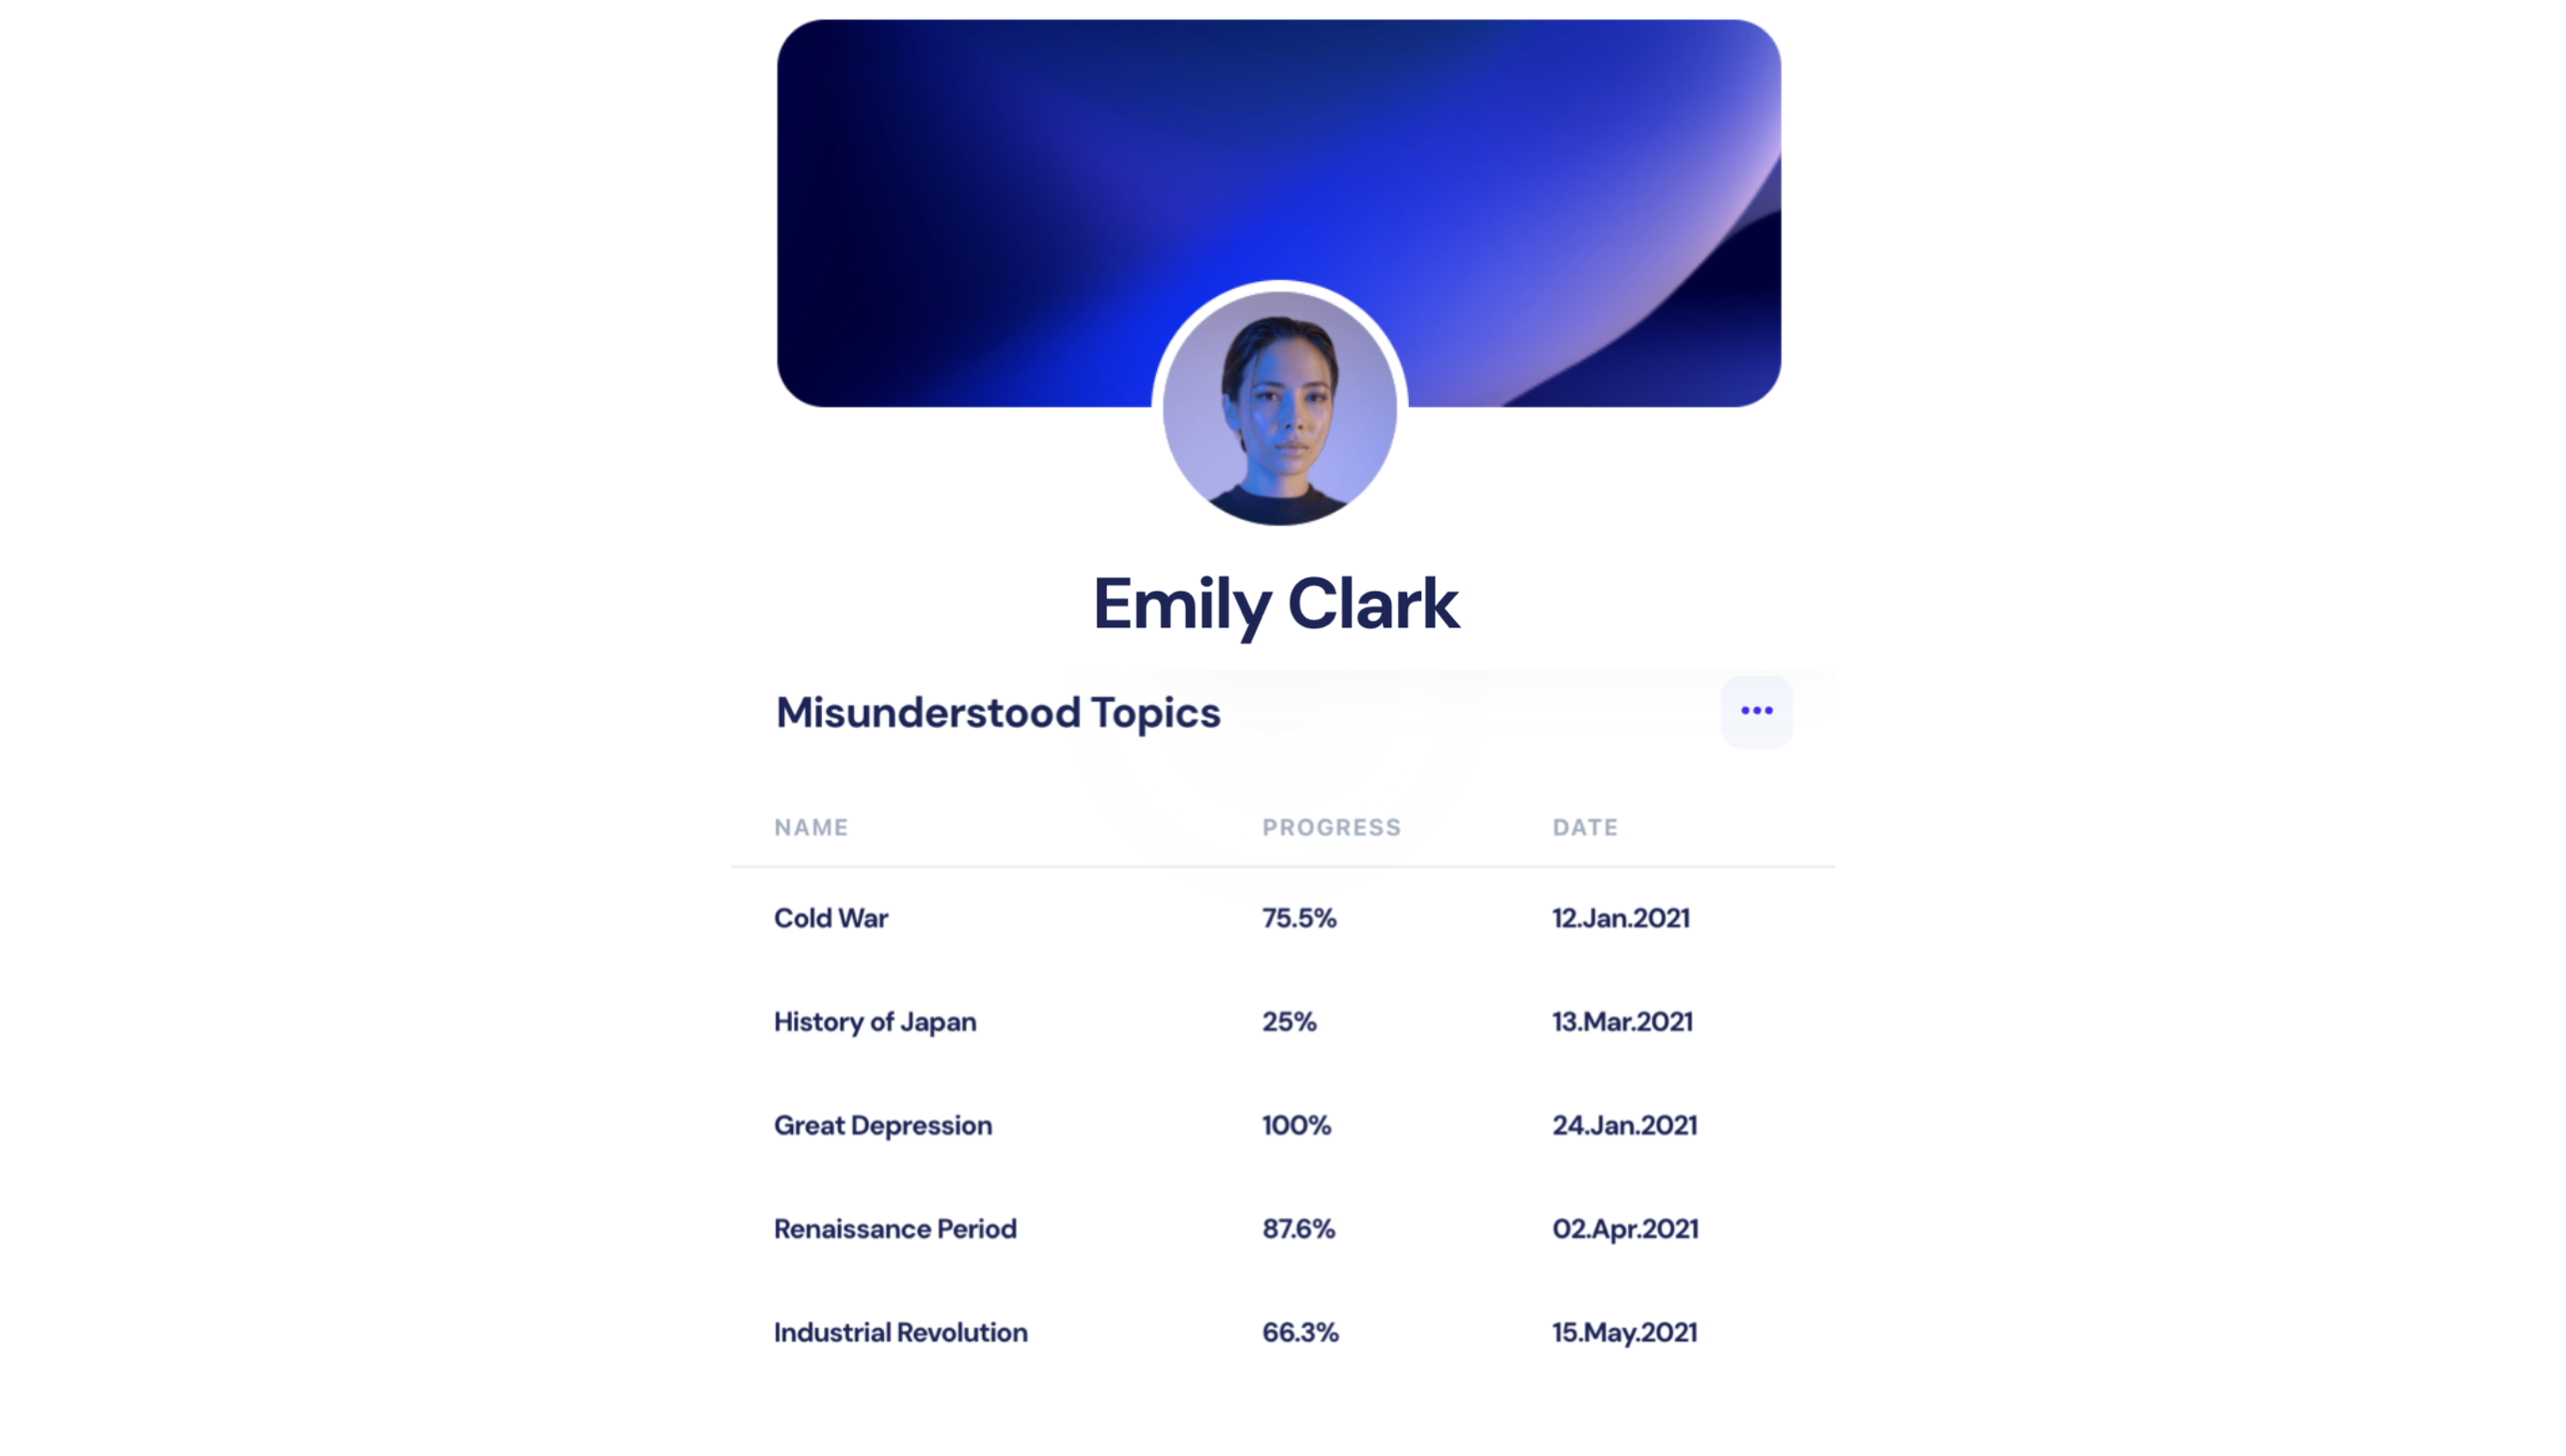 Emily Clark
Misunderstood Topics
NAME PROGRESS DATE
Cold War 75.5% 12.Jan.2021
History of Japan 25% 13.Mar.2021
Great Depression 100% 24.Jan.2021
Renaissance Period 87.6% 02.Apr.2021
Industrial Revolution 66.3% 15.May.2021